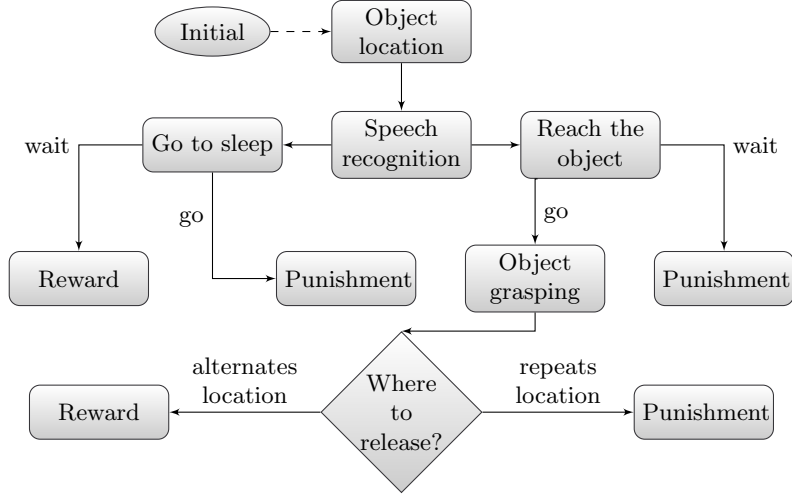 Initial
Object
location
wait
Go to sleep
Speech
recognition
Reach the
object
wait
go
go
Reward
Punishment
Object
grasping
Punishment
alternates
location
Where
to
release?
repeats
location
Reward
Punishment